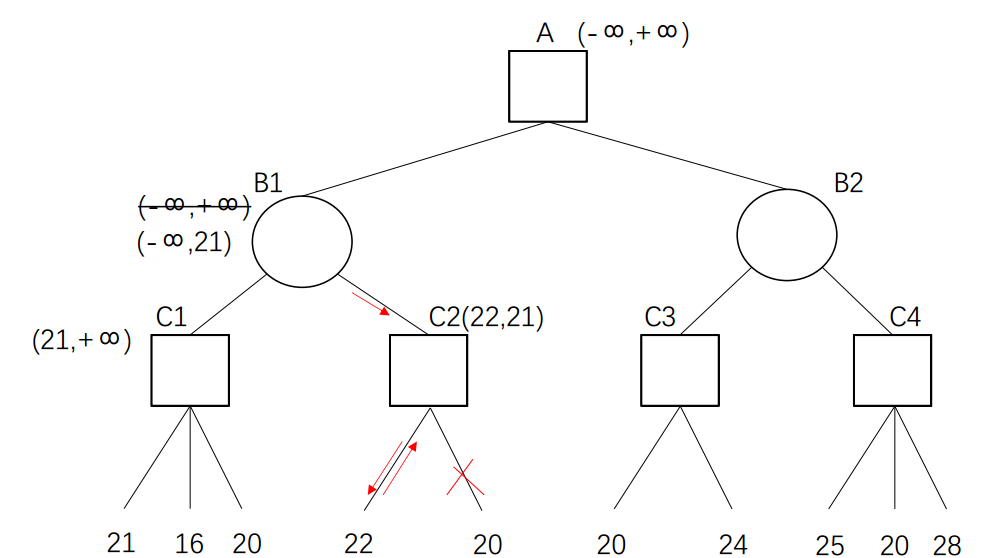 A (-∞,+∞)
B1
B2
(-∞,+∞)
(-∞,21)
C1
C2(22,21)
C3
C4
(21,+∞)
21 16 20 22 20 20 24 25 20 28